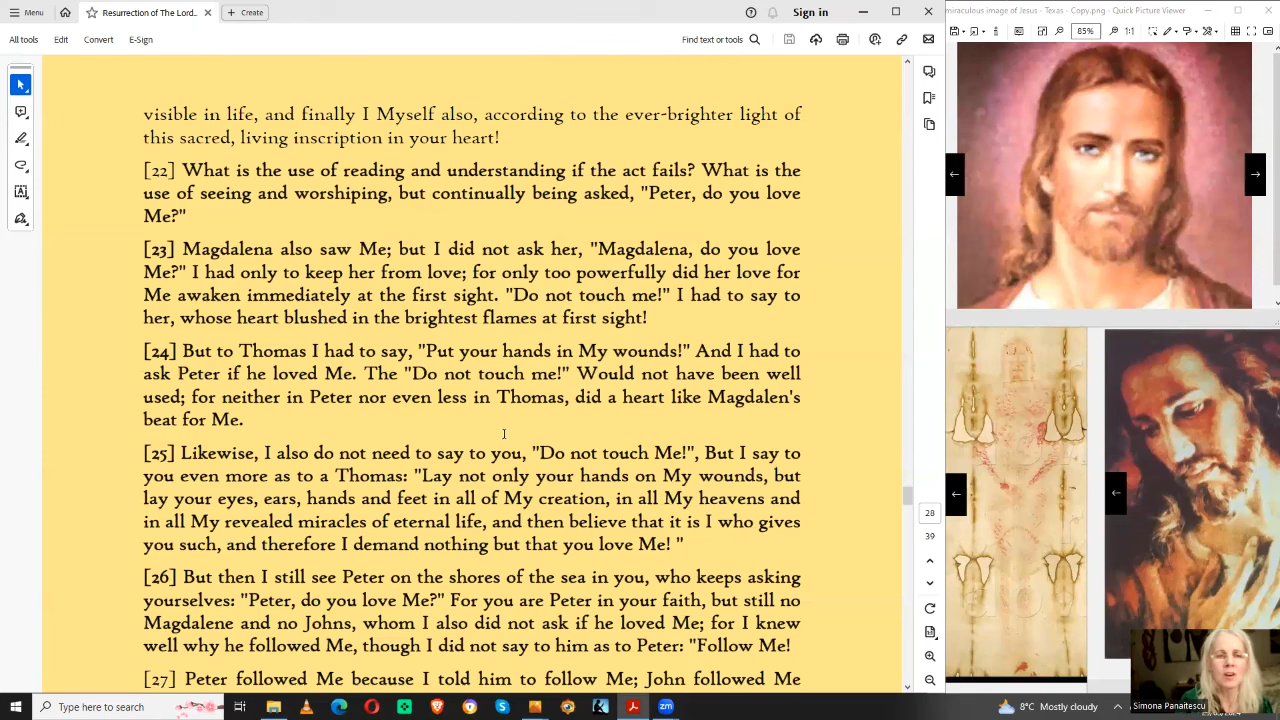 Menu
Resurrection of The Lord...
Create
Sign in
miraculous image of Jesus - Texas - Copy.png - Quick Picture Viewer
All tools
Edit
Convert
E-Sign
Find text or tools
85%
1:1
visible in life, and finally I Myself also, according to the ever-brighter light of
this sacred, living inscription in your heart!
[22] What is the use of reading and understanding if the act fails? What is the
use of seeing and worshiping, but continually being asked, "Peter, do you love
Me?"
[23] Magdalena also saw Me; but I did not ask her, "Magdalena, do you love
Me?" I had only to keep her from love; for only too powerfully did her love for
Me awaken immediately at the first sight. "Do not touch me!" I had to say to
her, whose heart blushed in the brightest flames at first sight!
[24] But to Thomas I had to say, "Put your hands in My wounds!" And I had to
ask Peter if he loved Me. The "Do not touch me!" Would not have been well
used; for neither in Peter nor even less in Thomas, did a heart like Magdalen's
beat for Me.
[25] Likewise, I also do not need to say to you, "Do not touch Me!", But I say to
you even more as to a Thomas: "Lay not only your hands on My wounds, but
lay your eyes, ears, hands and feet in all of My creation, in all My heavens and
in all My revealed miracles of eternal life, and then believe that it is I who gives
you such, and therefore I demand nothing but that you love Me! "
[26] But then I still see Peter on the shores of the sea in you, who keeps asking
yourselves: "Peter, do you love Me?" For you are Peter in your faith, but still no
Magdalene and no Johns, whom I also did not ask if he loved Me; for I knew
well why he followed Me, though I did not say to him as to Peter: "Follow Me!
[27] Peter followed Me because I told him to follow Me; John followed Me
28
39
Type here to search
8°C Mostly cloudy
Simona Panaitescu